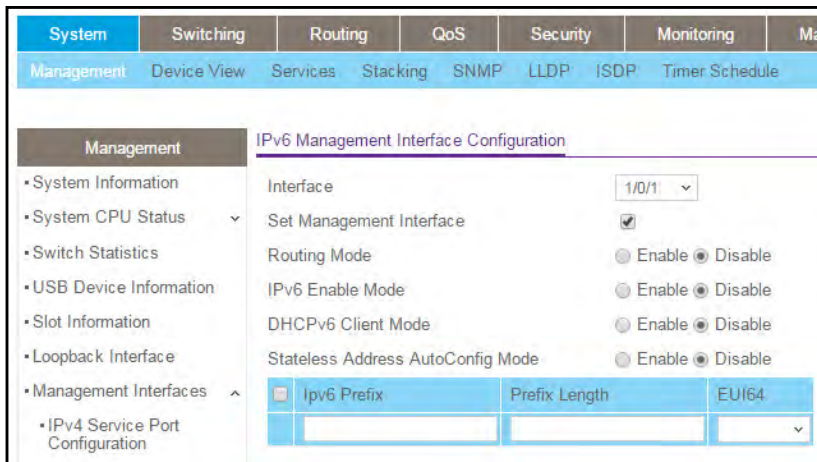 System Switching Routing QoS Security Monitoring Ma
Management Device View Services Stacking SNMP LLDP ISDP Timer Schedule
Management
IPv6 Management Interface Configuration
System Information
Interface 1/0/1
System CPU Status
Set Management Interface
Switch Statistics
Routing Mode Enable Disable
USB Device Information
IPv6 Enable Mode Enable Disable
Slot Information
DHCPv6 Client Mode Enable Disable
Loopback Interface
Stateless Address AutoConfig Mode Enable Disable
Management Interfaces
Ipv6 Prefix Prefix Length EUI64
IPv4 Service Port
Configuration